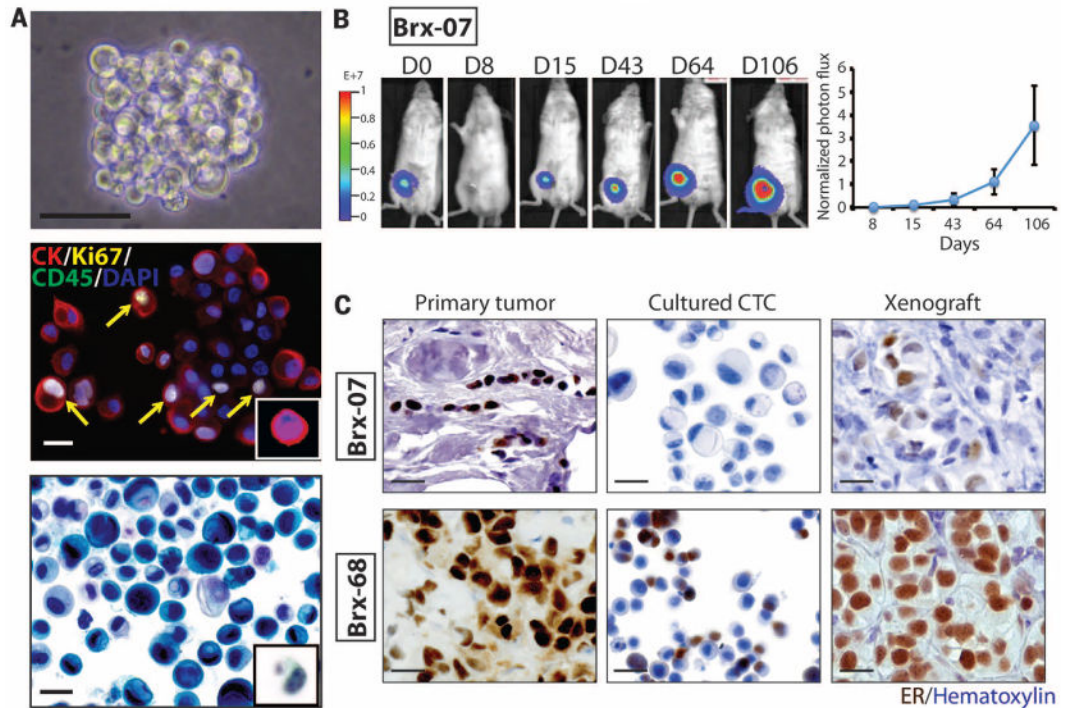 A
CK/Ki67/
CD45/DAPI
B
Brx-07
D0 D8 D15 D43 D64 D106
E+7
1
0.8
0.6
0.4
0.2
0
Normalized photon flux
6
5
4
3
2
1
0
8 15 43 64 106
Days
C
Primary tumor Cultured CTC Xenograft
Brx-07
Brx-68
ER/Hematoxylin